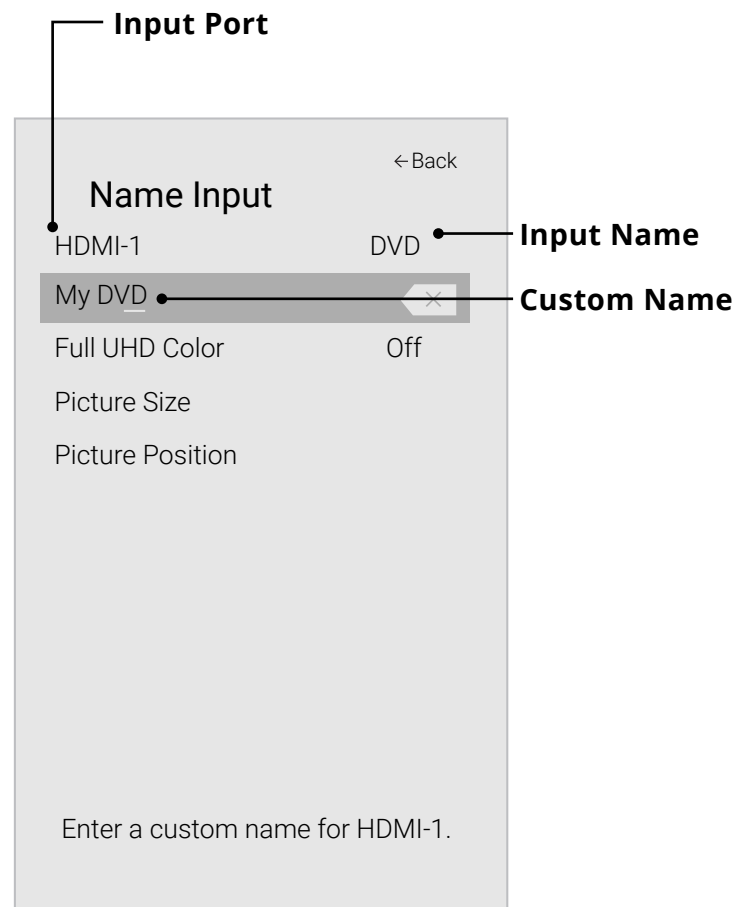 Input Port
←Back
Name Input
HDMI-1 DVD
Input Name
My DVD
Custom Name
Full UHD Color Off
Picture Size
Picture Position
Enter a custom name for HDMI-1.